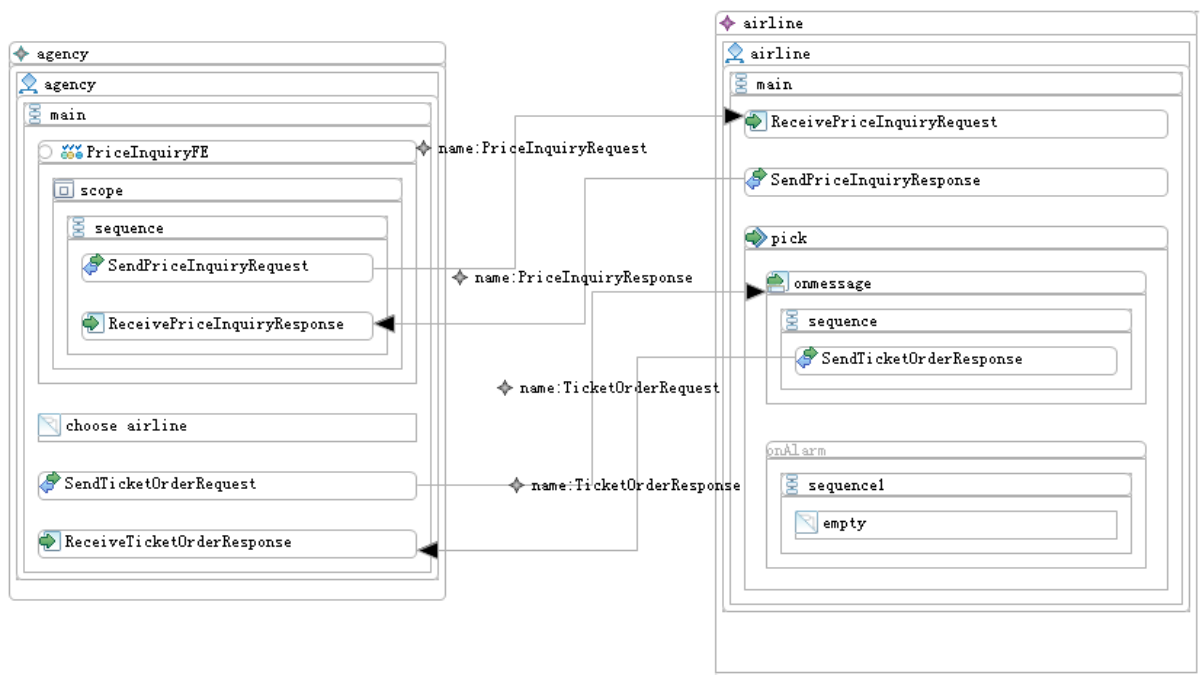 agency
agency
main
PriceInquiryFE
scope
sequence
SendPriceInquiryRequest
ReceivePriceInquiryResponse
choose airline
SendTicketOrderRequest
ReceiveTicketOrderResponse
name:PriceInquiryRequest
name:PriceInquiryResponse
name:TicketOrderRequest
name:TicketOrderResponse
airline
airline
main
ReceivePriceInquiryRequest
SendPriceInquiryResponse
pick
onmessage
sequence
SendTicketOrderResponse
onAlarm
sequence1
empty